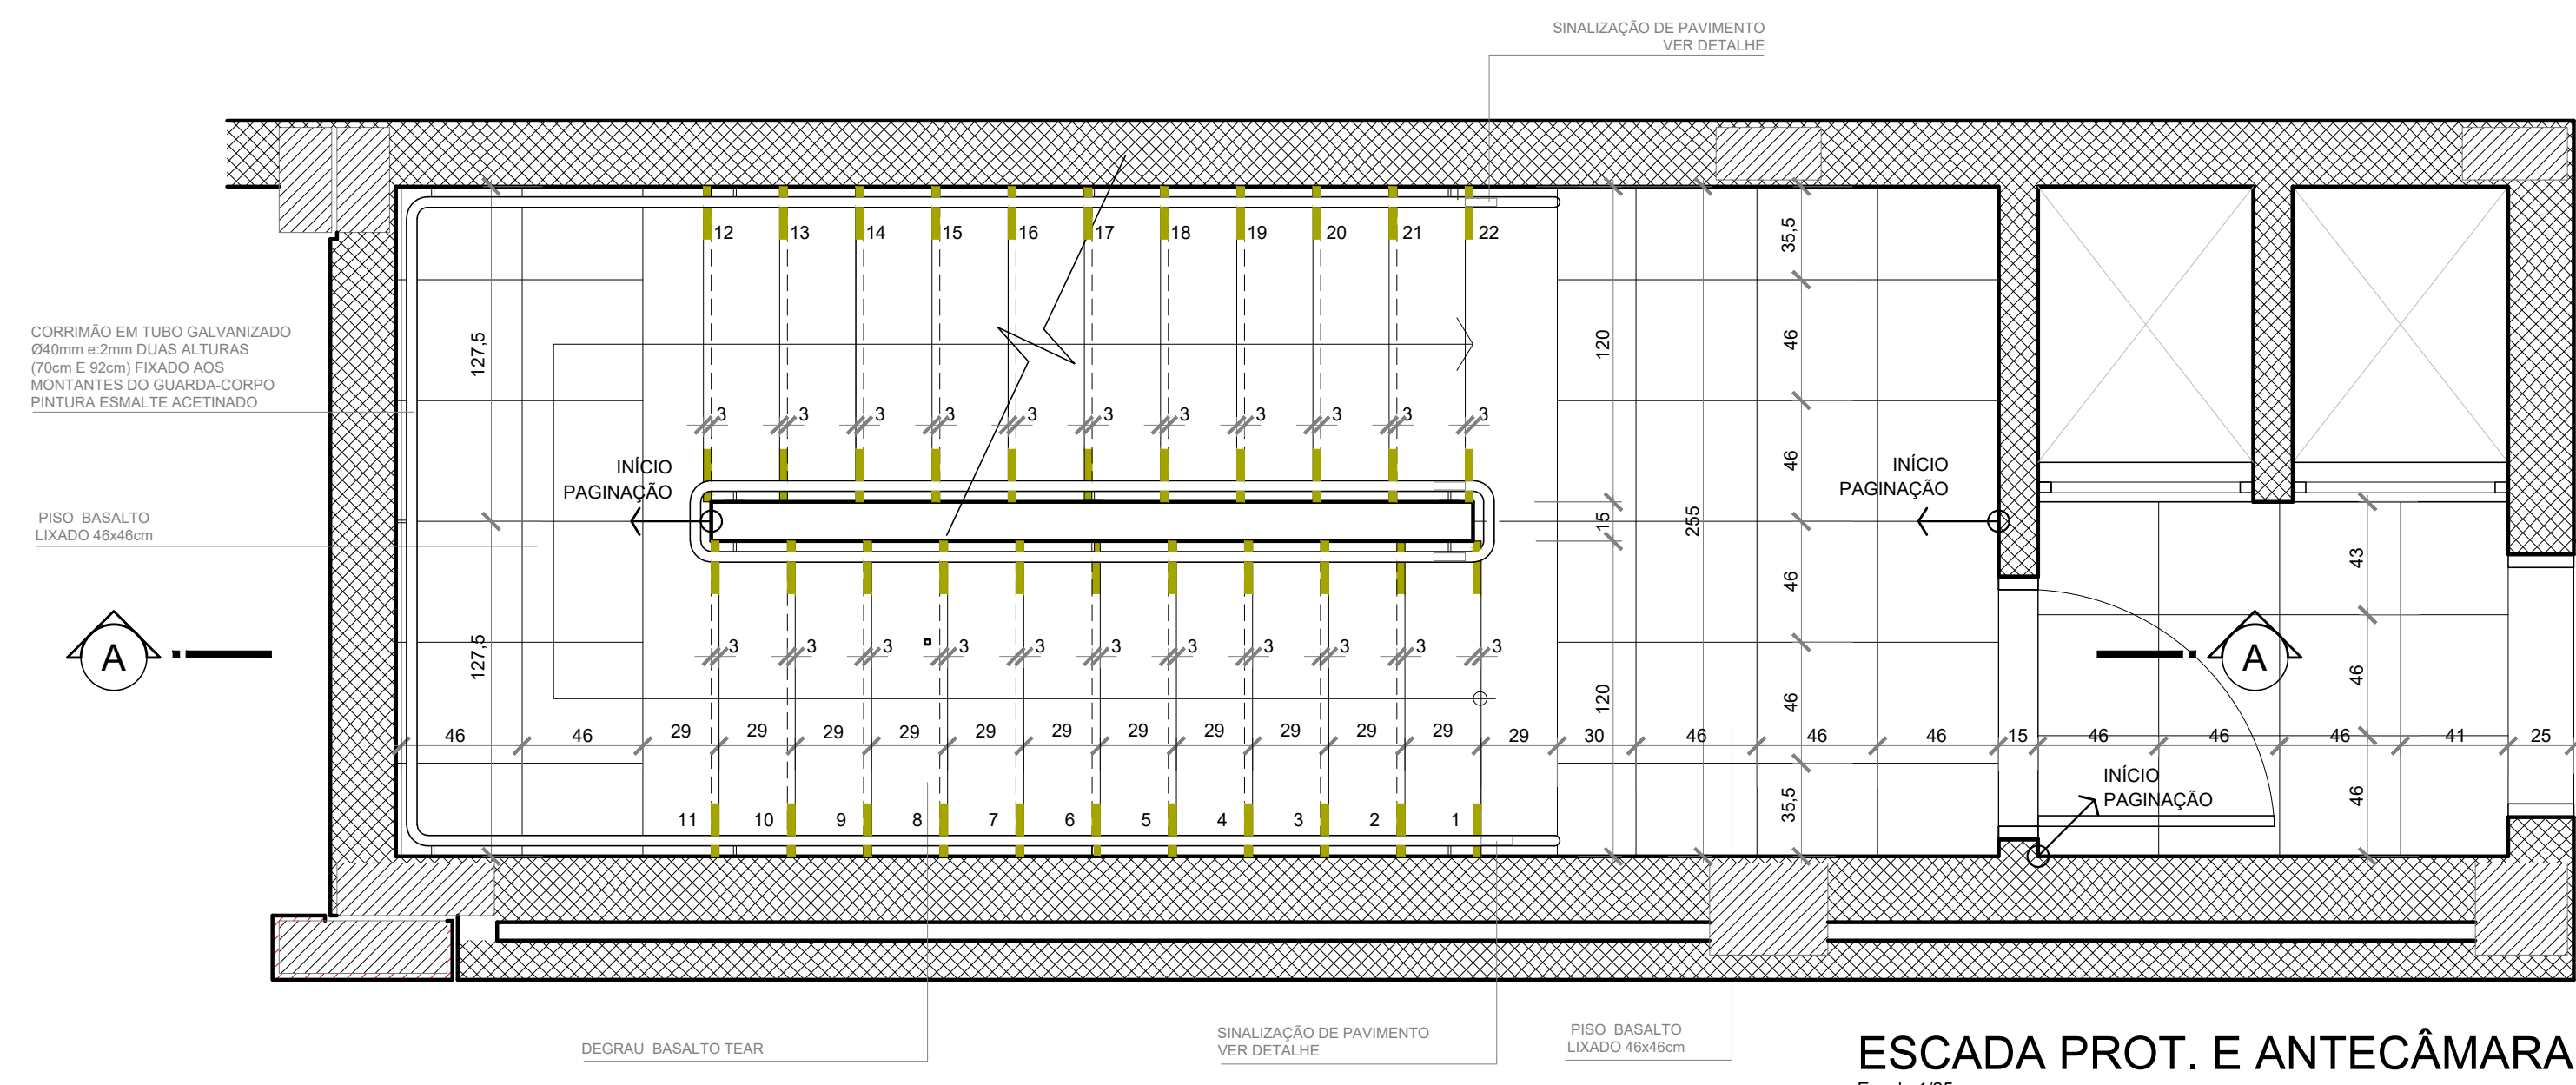 SINALIZAÇÃO DE PAVIMENTO
VER DETALHE
12 13 14 15 16 17 18 19 20 21 22
35,5
CORRIMÃO EM TUBO GALVANIZADO
Ø40mm e:2mm DUAS ALTURAS
(70cm E 92cm) FIXADO AOS
MONTANTES DO GUARDA-CORPO
PINTURA ESMALTE ACETINADO
127,5
120
46
3 3 3 3 3 3 3 3 3 3 3
INÍCIO
PAGINAÇÃO
46
INÍCIO
PAGINAÇÃO
PISO BASALTO
LIXADO 46x46cm
15
255
43
46
A
127,5
3 3 3 3 3 3 3 3 3 3 3
120
46
46
A
46 46 29 29 29 29 29 29 29 29 29 29 29 29 30 46 46 46 15 46 46 46 41 25
INÍCIO
PAGINAÇÃO
35,5
46
11 10 9 8 7 6 5 4 3 2 1
DEGRAU BASALTO TEAR
SINALIZAÇÃO DE PAVIMENTO
VER DETALHE
PISO BASALTO
LIXADO 46x46cm
ESCADA PROT. E ANTECÂMARA